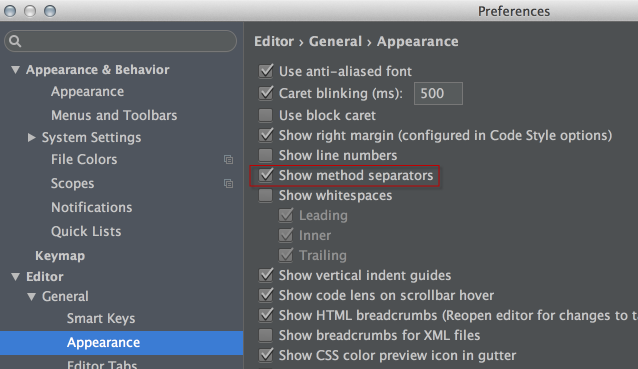 Preferences
Appearance & Behavior
Appearance
Menus and Toolbars
System Settings
File Colors
Scopes
Notifications
Quick Lists
Keymap
Editor
General
Smart Keys
Appearance
Editor Tabs
Editor › General › Appearance
Use anti-aliased font
Caret blinking (ms): 500
Use block caret
Show right margin (configured in Code Style options)
Show line numbers
Show method separators
Show whitespaces
Leading
Inner
Trailing
Show vertical indent guides
Show code lens on scrollbar hover
Show HTML breadcrumbs (Reopen editor for changes to
Show breadcrumbs for XML files
Show CSS color preview icon in gutter